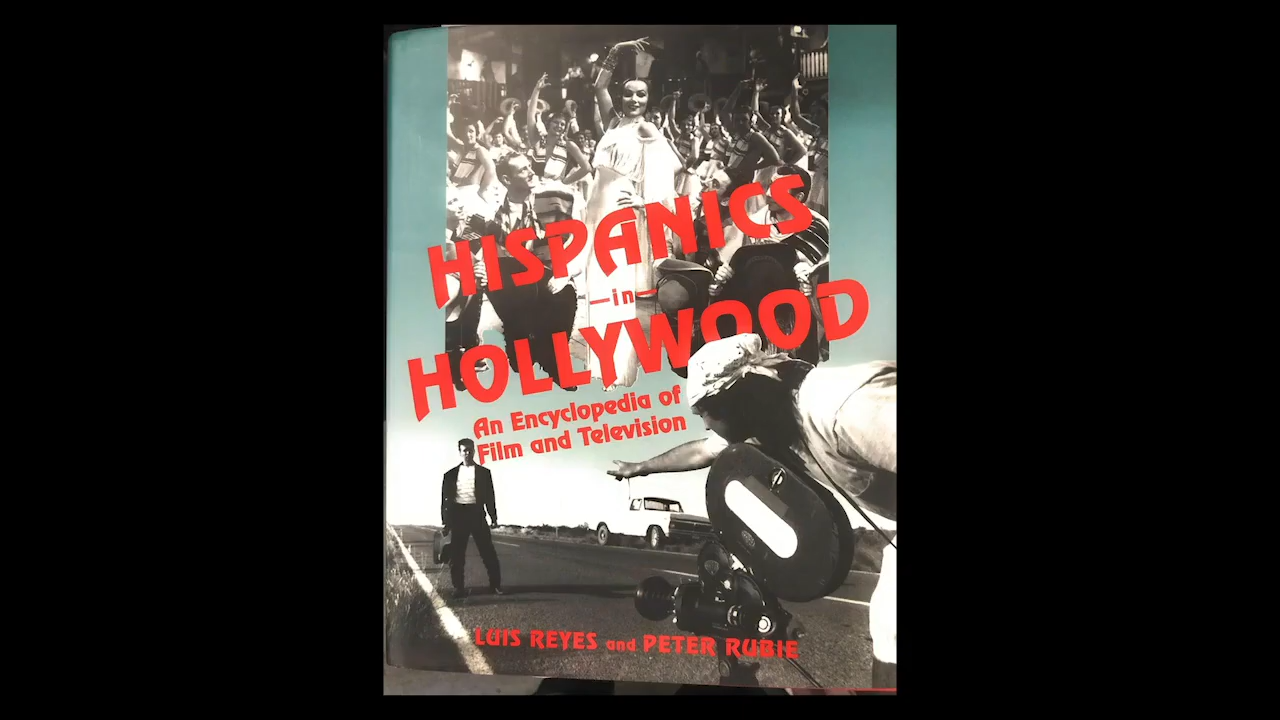 HISPANICS
—in—
HOLLYWOOD
An Encyclopedia of
Film and Television
LUIS REYES and PETER RUBIE